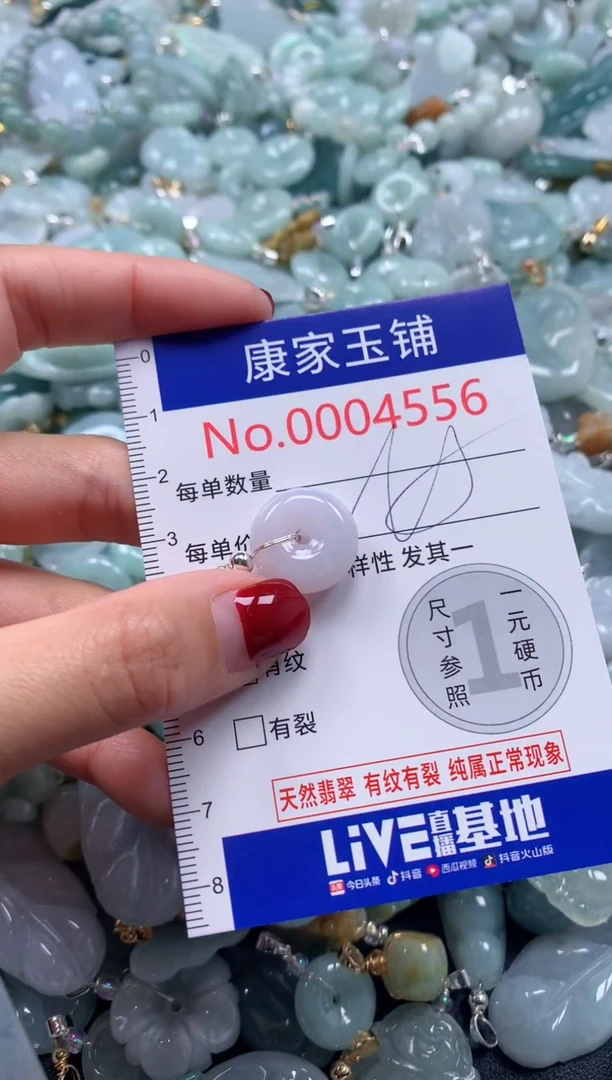 康家玉铺
No.0004556
0
1
2
3
6
7
8
每单数量
每单价
样性 发其一
有纹
有裂
尺寸参照
1
一元硬币
天然翡翠 有纹有裂 纯属正常现象
LiVE直播基地
头条 今日头条 抖音 西瓜视频 抖音火山版